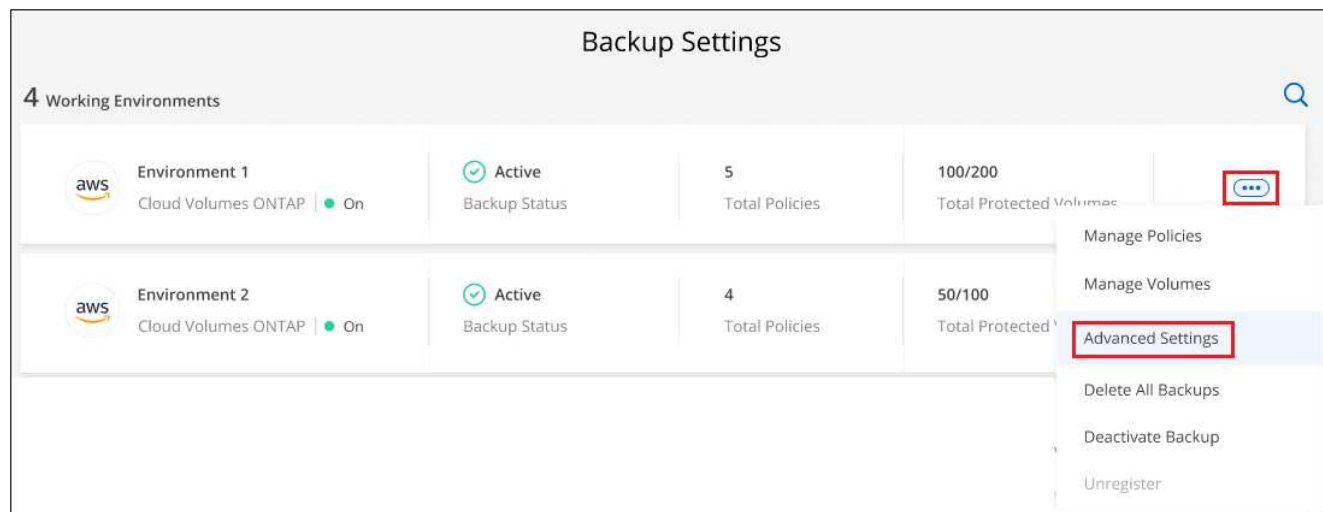 Backup Settings
4 Working Environments
aws
Environment 1
Cloud Volumes ONTAP
On
Active
Backup Status
5
Total Policies
100/200
Total Protected Volumes
Manage Policies
Manage Volumes
Advanced Settings
Delete All Backups
Deactivate Backup
Unregister
aws
Environment 2
Cloud Volumes ONTAP
On
Active
Backup Status
4
Total Policies
50/100
Total Protected